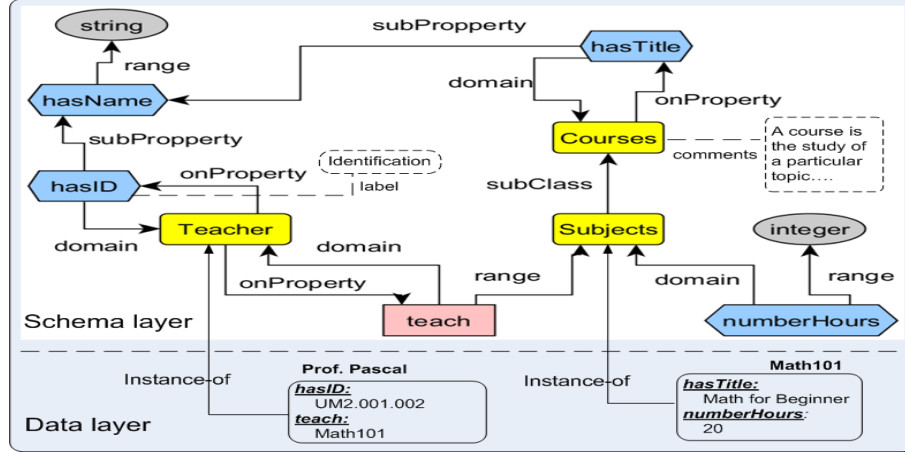 string
subPropperty
hasTitle
range
domain
onProperty
hasName
Courses
A course is
the study of
a particular
topic....
comments
subPropperty
Identification
onProperty
label
hasID
subClass
Teacher
Subjects
integer
domain
domain
range
domain
range
onProperty
teach
numberHours
Schema layer
Instance-of
Prof. Pascal
hasID:
UM2.001.002
teach:
Math101
Instance-of
Math101
hasTitle:
Math for Beginner
numberHours:
20
Data layer